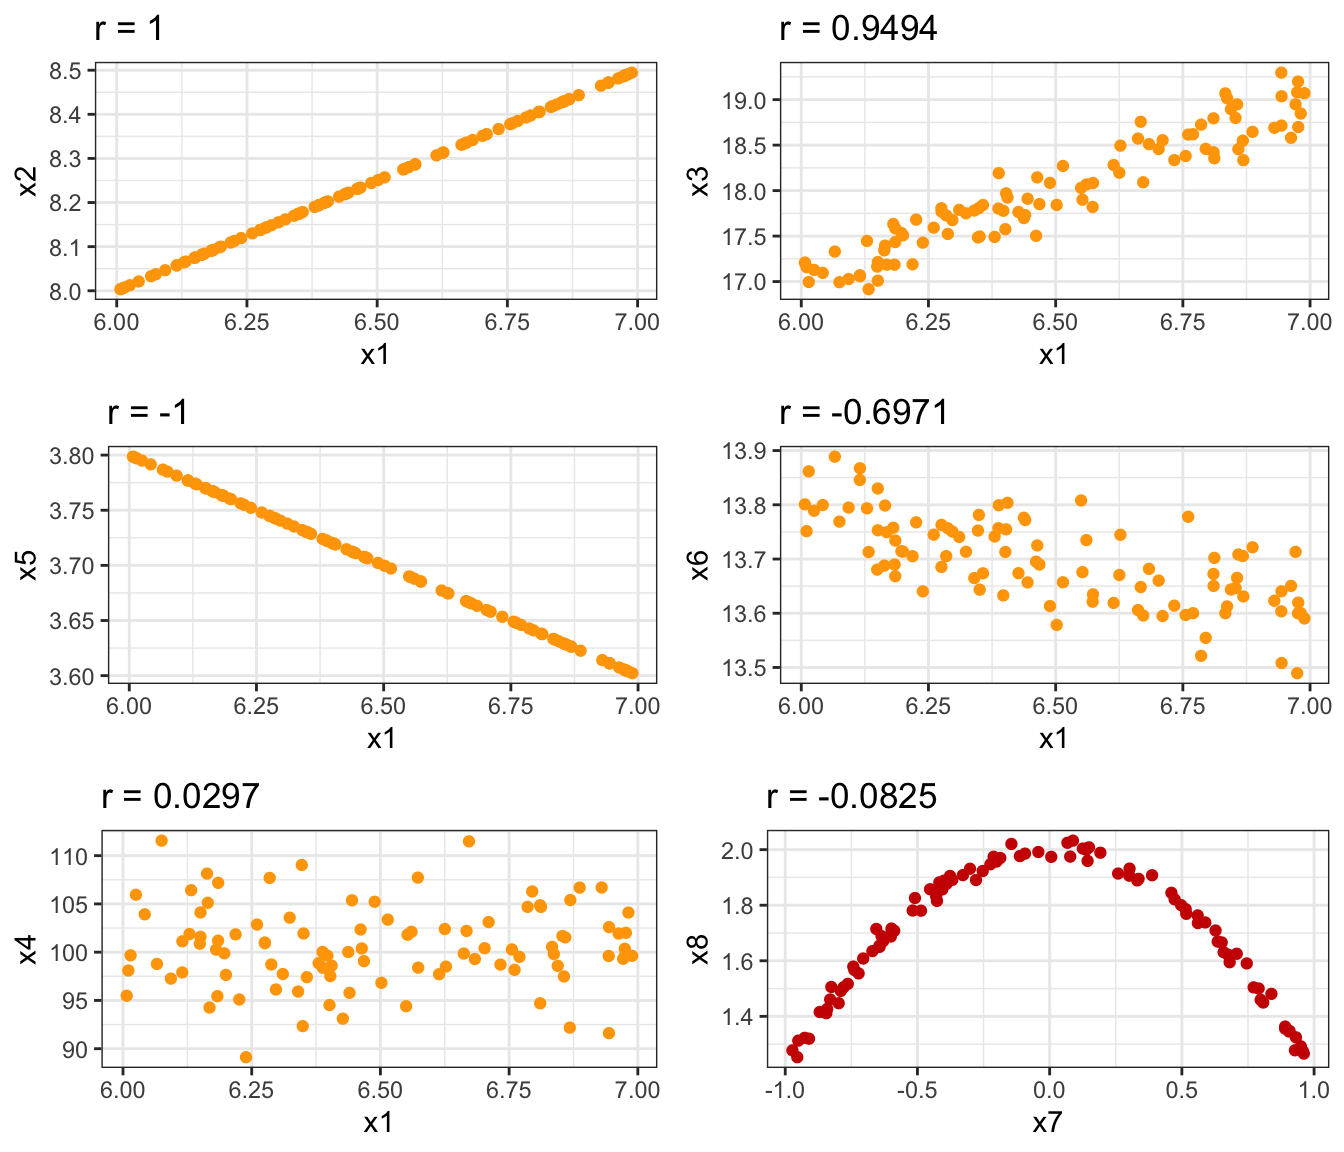 r = 1
8.5
8.4
8.3
8.2
8.1
8.0
x2
6.00 6.25 6.50 6.75 7.00
x1
r = 0.9494
19.0
18.5
18.0
17.5
17.0
x3
6.00 6.25 6.50 6.75 7.00
x1
r = -1
3.80
3.75
3.70
3.65
3.60
x5
6.00 6.25 6.50 6.75 7.00
x1
r = -0.6971
13.9
13.8
13.7
13.6
13.5
x6
6.00 6.25 6.50 6.75 7.00
x1
r = 0.0297
110
105
100
95
90
x4
6.00 6.25 6.50 6.75 7.00
x1
r = -0.0825
2.0
1.8
1.6
1.4
x8
-1.0 -0.5 0.0 0.5 1.0
x7